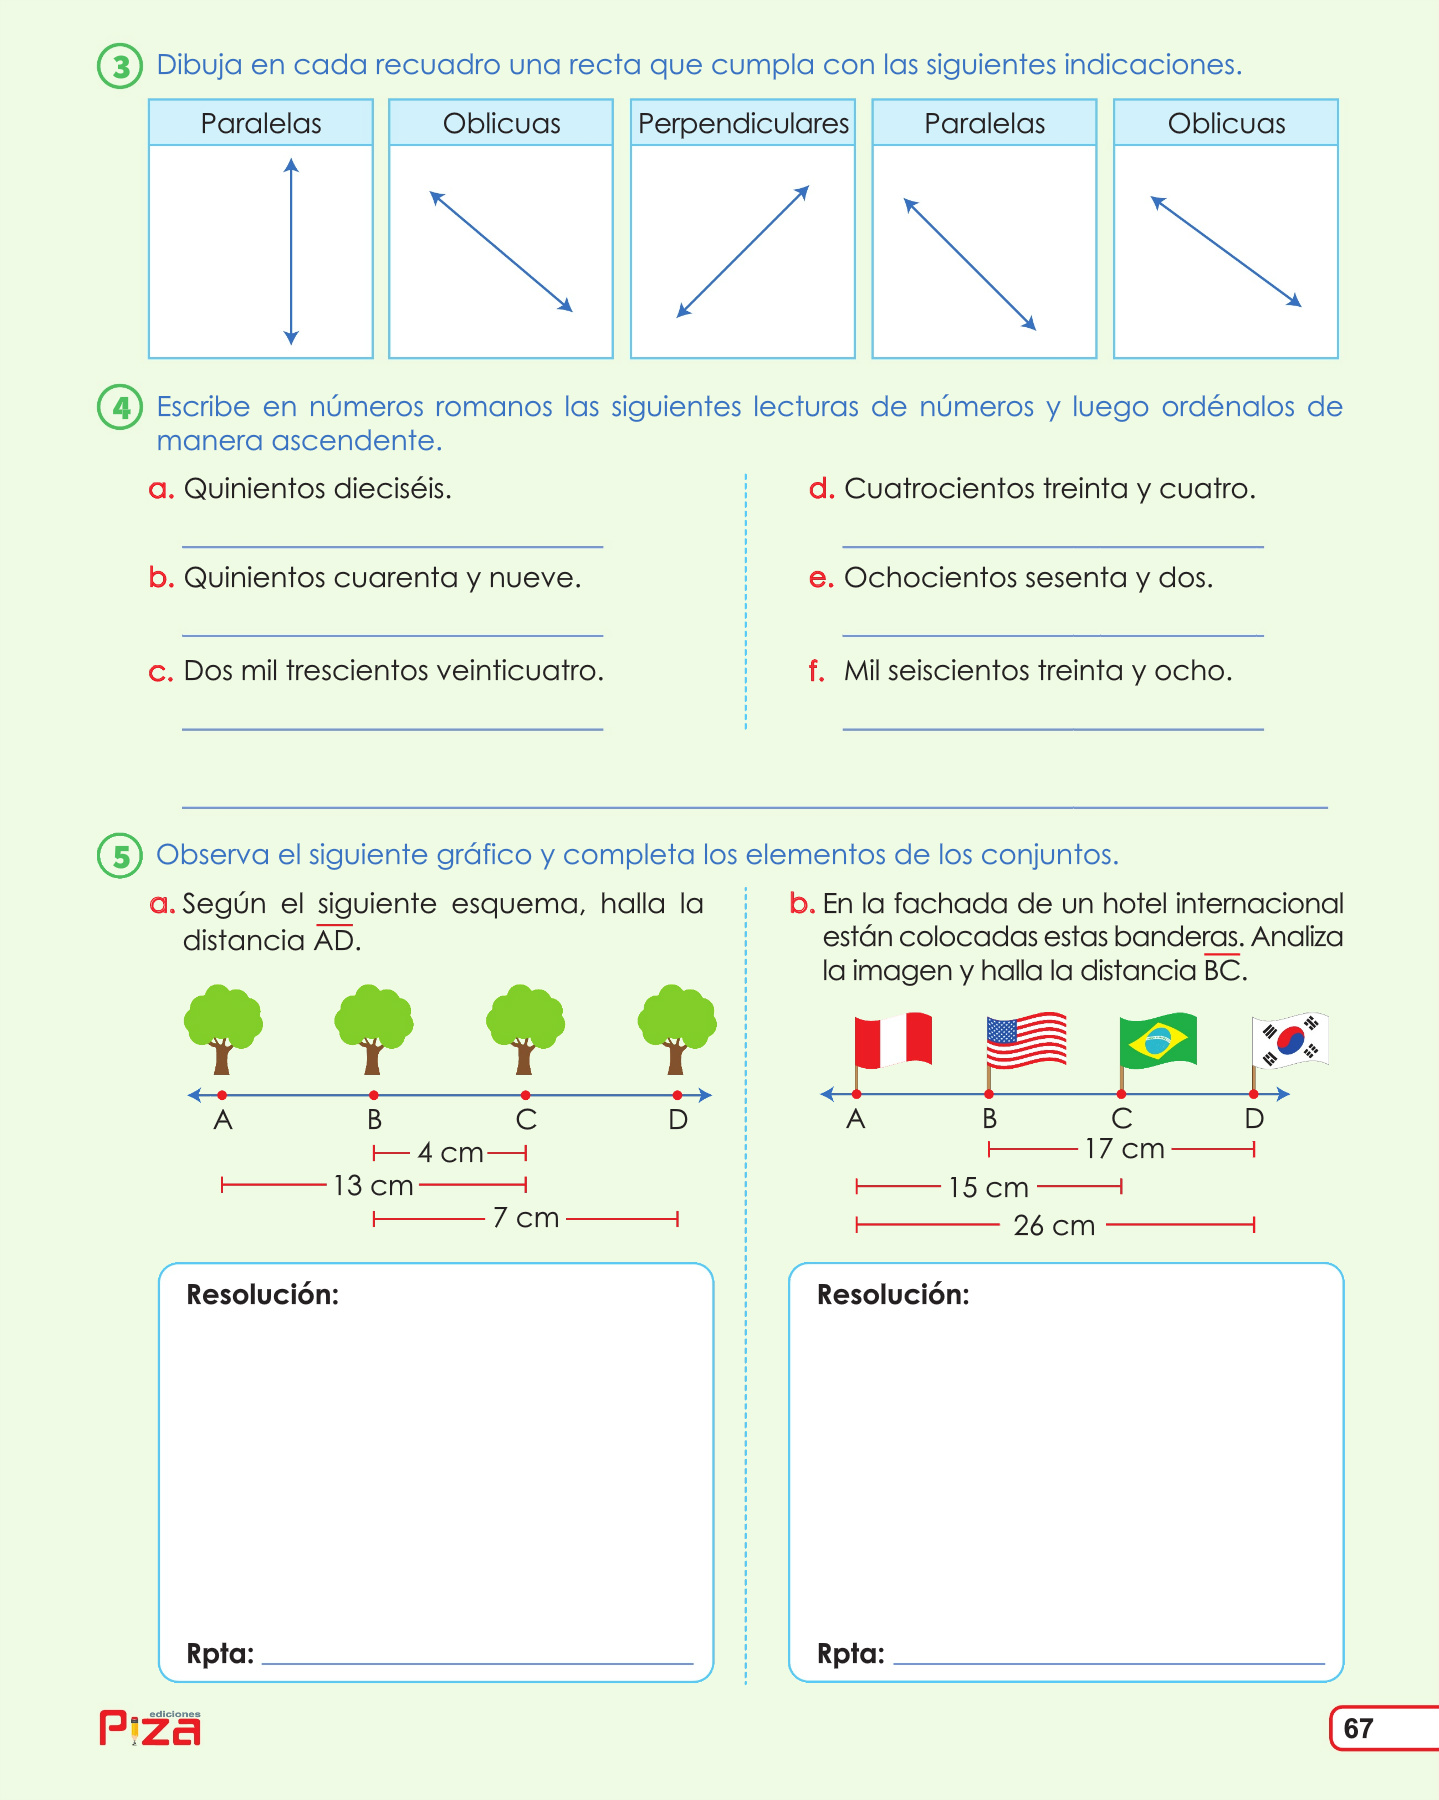 3 Dibuja en cada recuadro una recta que cumpla con las siguientes indicaciones.
Paralelas
Oblicuas
Perpendiculares
Paralelas
Oblicuas
4 Escribe en números romanos las siguientes lecturas de números y luego ordénalos de
manera ascendente.
a. Quinientos dieciséis.
b. Quinientos cuarenta y nueve.
c. Dos mil trescientos veinticuatro.
d. Cuatrocientos treinta y cuatro.
e. Ochocientos sesenta y dos.
f. Mil seiscientos treinta y ocho.
5 Observa el siguiente gráfico y completa los elementos de los conjuntos.
a. Según el siguiente esquema, halla la
distancia AD.
A B C D
4 cm
13 cm
7 cm
Resolución:
Rpta:
b. En la fachada de un hotel internacional
están colocadas estas banderas. Analiza
la imagen y halla la distancia BC.
A B C D
17 cm
15 cm
26 cm
Resolución:
Rpta:
ediciones
Piza
67